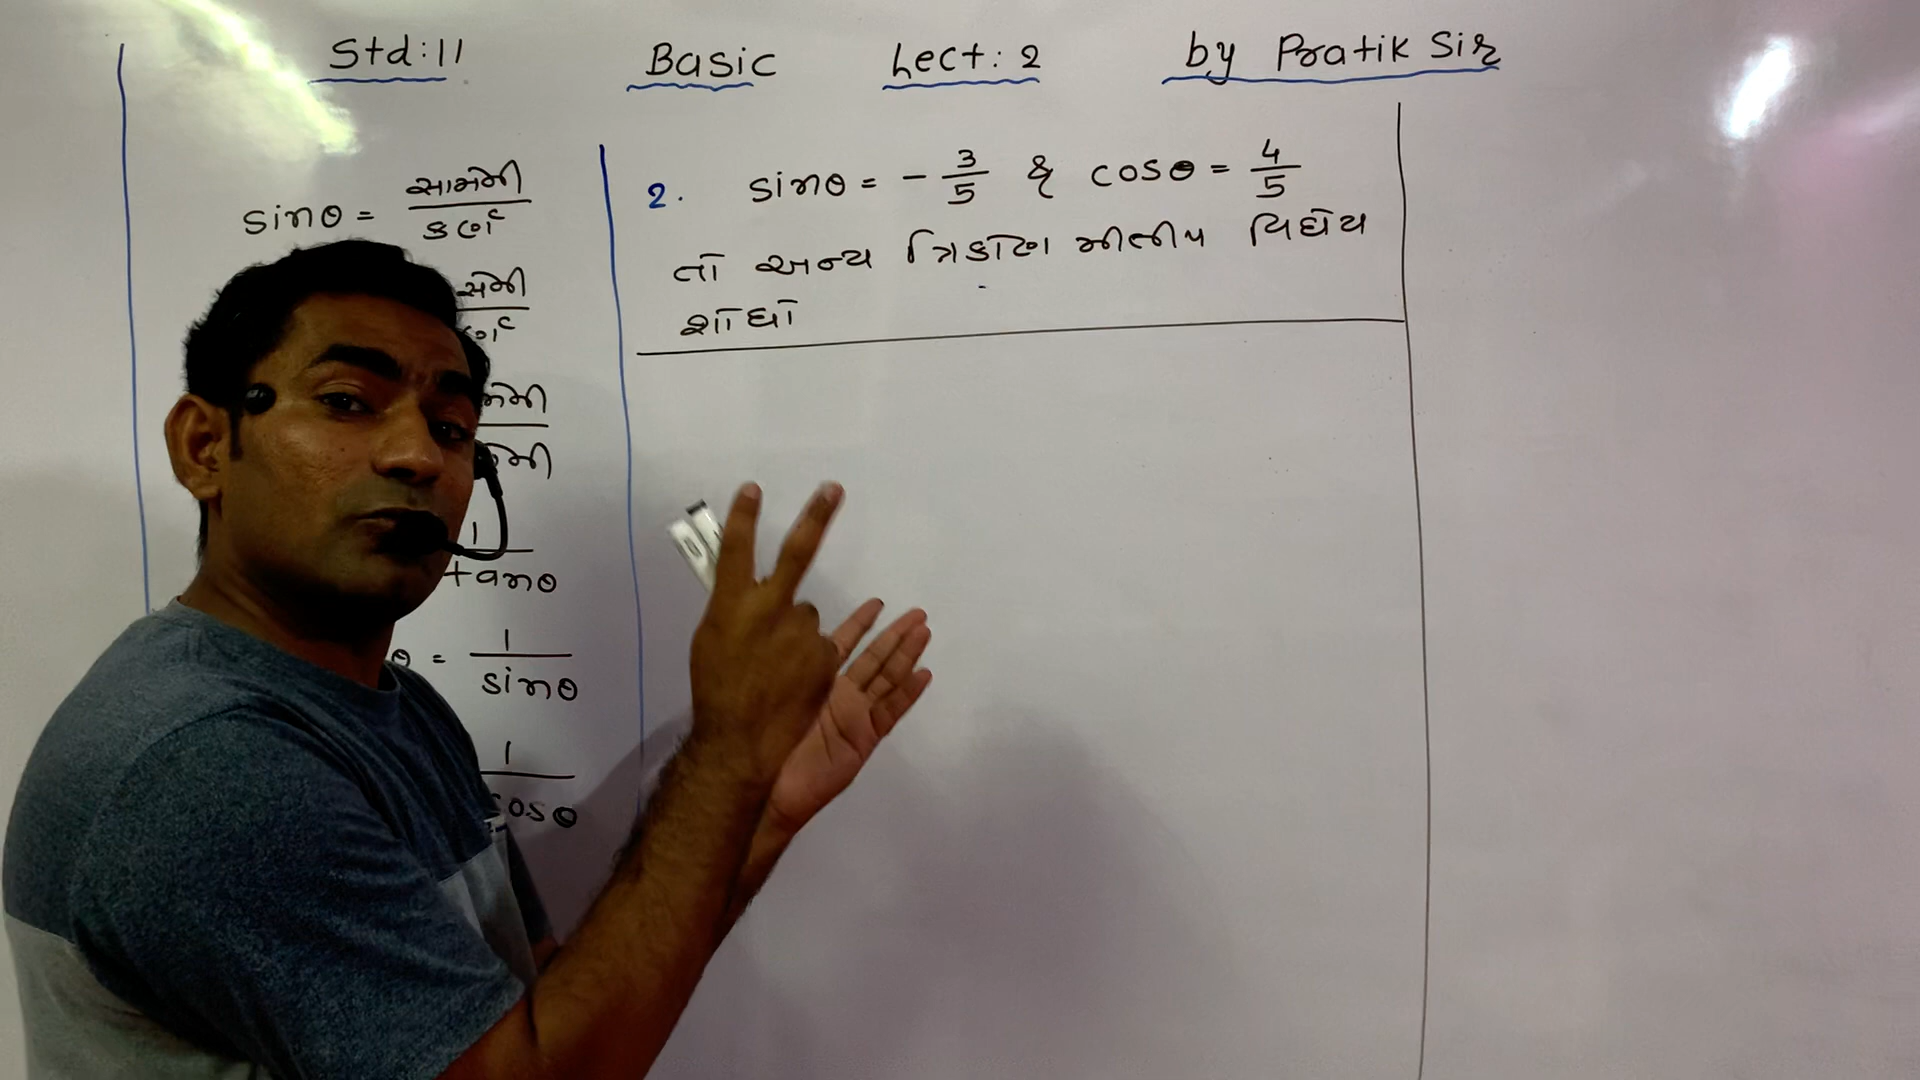 Std:11 Basic Lect: 2 by Pratik Sir
sinθ = સામેની / કર્ણ
1 / tanθ
θ = 1 / sinθ
1 / cosθ
2. sinθ = - 3/5 & cosθ = 4/5
તો અન્ય ત્રિકોણ મીતીય વિધેય
શોધો